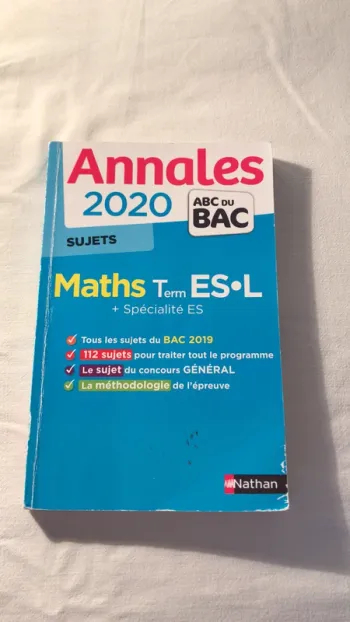 Annales
2020
ABC DU
BAC
SUJETS
Maths Term ES•L
+ Spécialité ES
Tous les sujets du BAC 2019
112 sujets pour traiter tout le programme
Le sujet du concours GÉNÉRAL
La méthodologie de l'épreuve
Nathan